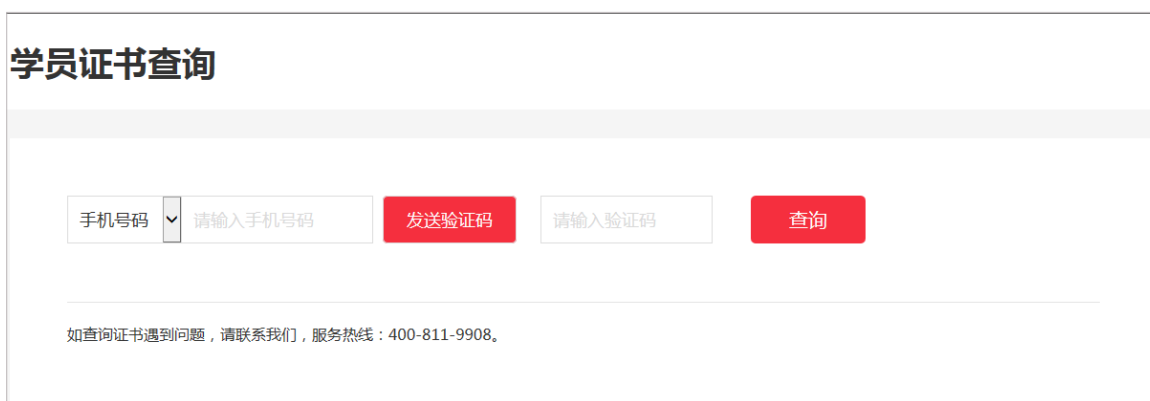 学员证书查询
手机号码 请输入手机号码 发送验证码 请输入验证码 查询
如查询证书遇到问题，请联系我们，服务热线：400-811-9908。